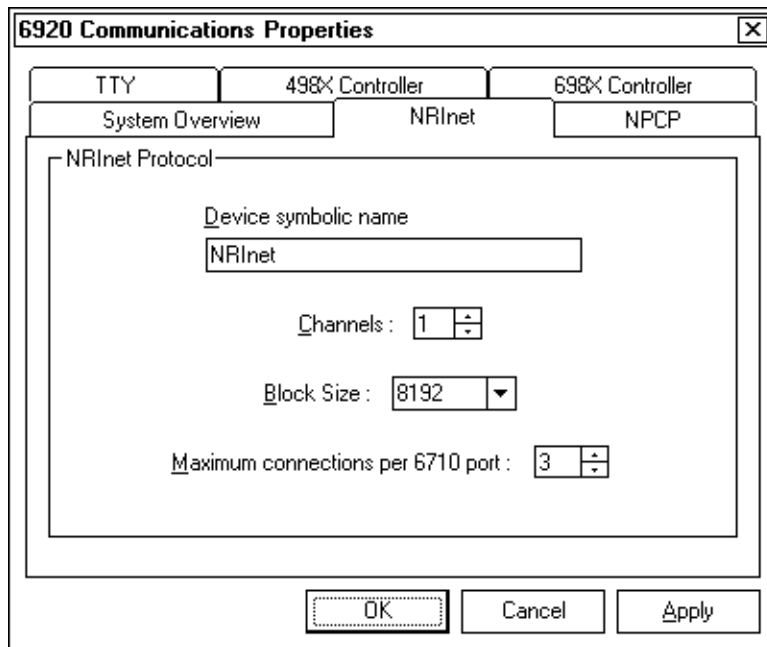 6920 Communications Properties
TTY 498X Controller 698X Controller
System Overview NRInet NPCP
NRInet Protocol
Device symbolic name
NRInet
Channels : 1
Block Size : 8192
Maximum connections per 6710 port : 3
OK Cancel Apply